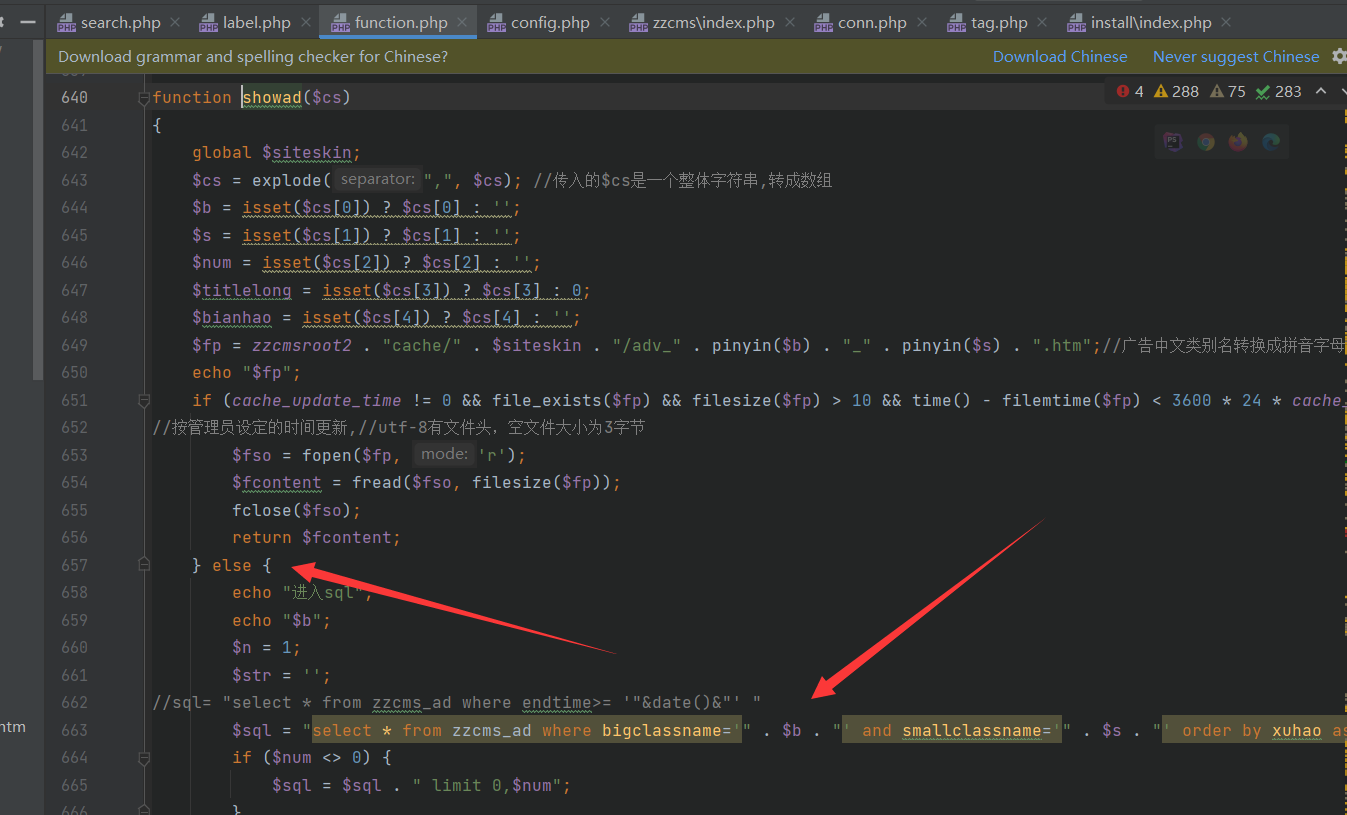 search.php × label.php × function.php × config.php × zzcms\index.php × conn.php × tag.php × install\index.php ×
Download grammar and spelling checker for Chinese? Download Chinese Never suggest Chinese
640 function showad($cs) 4 288 75 283
641 {
642 global $siteskin;
643 $cs = explode( separator: ",", $cs); //传入的$cs是一个整体字符串,转成数组
644 $b = isset($cs[0]) ? $cs[0] : '';
645 $s = isset($cs[1]) ? $cs[1] : '';
646 $num = isset($cs[2]) ? $cs[2] : '';
647 $titlelong = isset($cs[3]) ? $cs[3] : 0;
648 $bianhao = isset($cs[4]) ? $cs[4] : '';
649 $fp = zzcmsroot2 . "cache/" . $siteskin . "/adv_" . pinyin($b) . "_" . pinyin($s) . ".htm";//广告中文类别名转换成拼音字母
650 echo "$fp";
651 if (cache_update_time != 0 && file_exists($fp) && filesize($fp) > 10 && time() - filemtime($fp) < 3600 * 24 * cache_
652 //按管理员设定的时间更新,//utf-8有文件头，空文件大小为3字节
653 $fso = fopen($fp, mode: 'r');
654 $fcontent = fread($fso, filesize($fp));
655 fclose($fso);
656 return $fcontent;
657 } else {
658 echo "进入sql";
659 echo "$b";
660 $n = 1;
661 $str = '';
662 //sql= "select * from zzcms_ad where endtime>= '"&date()&"' "
htm
663 $sql = "select * from zzcms_ad where bigclassname='" . $b . "' and smallclassname='" . $s . "' order by xuhao as
664 if ($num <> 0) {
665 $sql = $sql . " limit 0,$num";
666 }